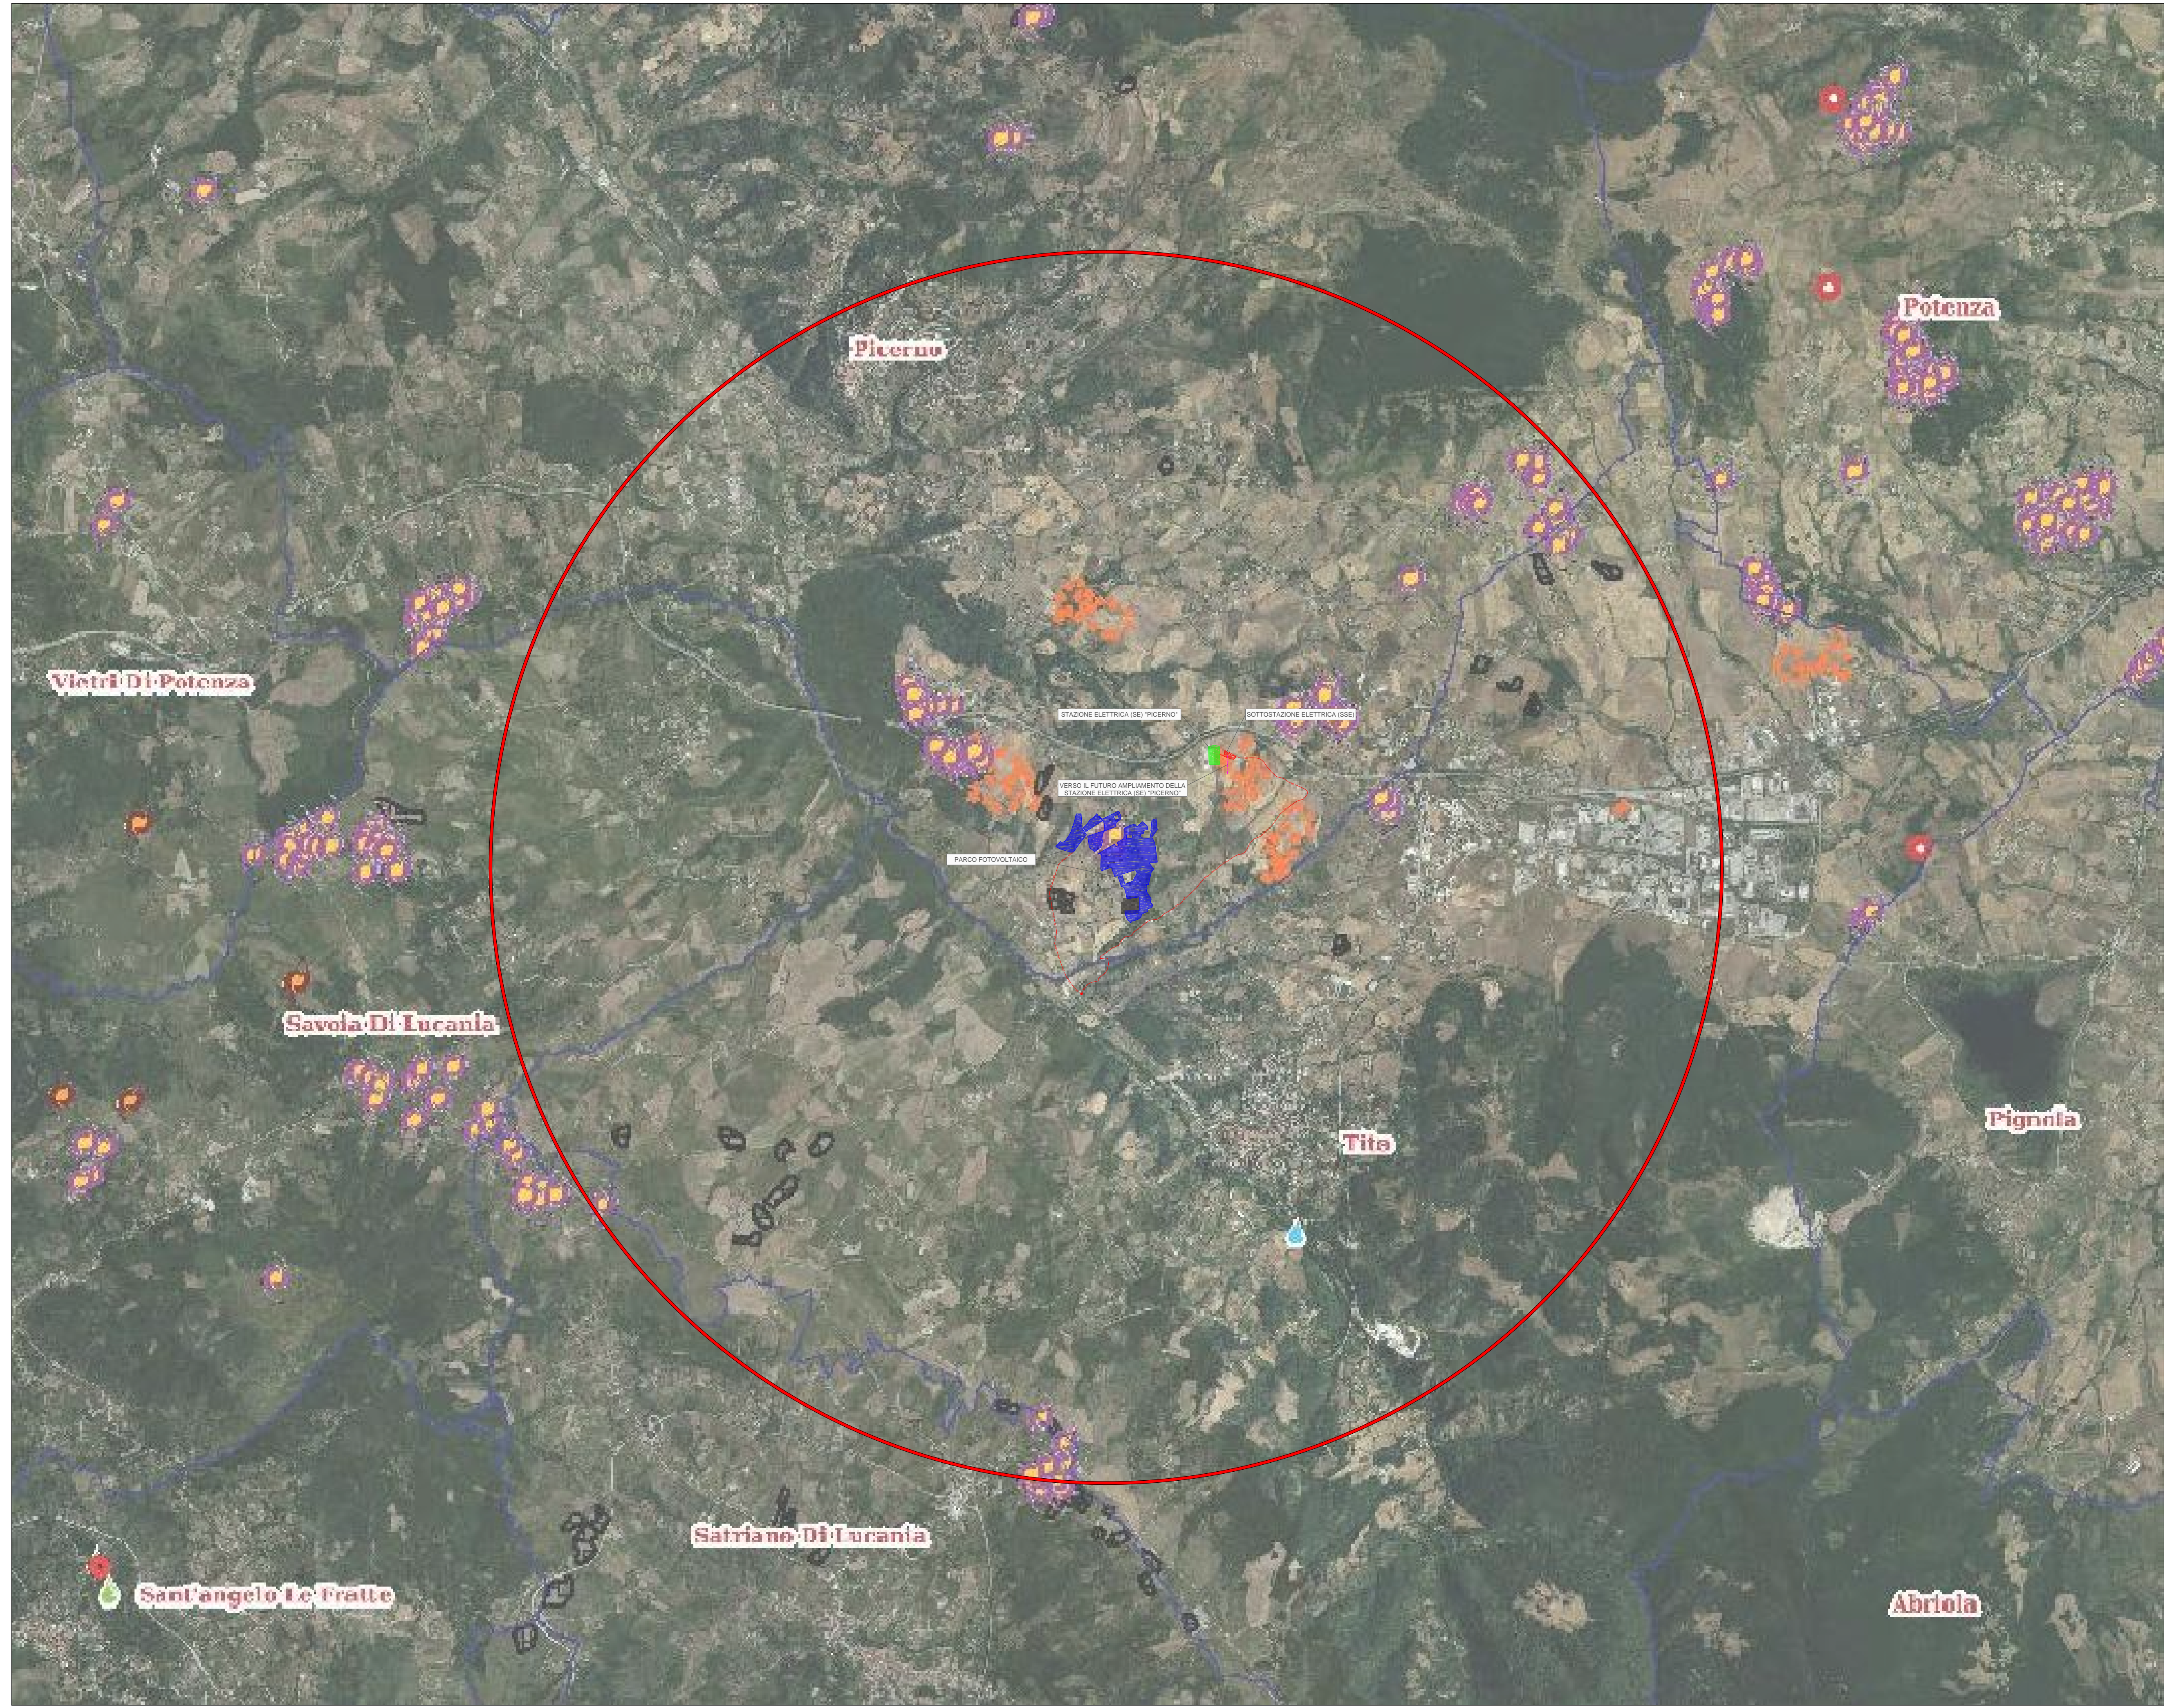 Potenza
Picerno
Vietri Di Potenza
STAZIONE ELETTRICA (SE) "PICERNO"
SOTTOSTAZIONE ELETTRICA (SSE)
VERSO IL FUTURO AMPLIAMENTO DELLA
STAZIONE ELETTRICA (SE) "PICERNO"
PARCO FOTOVOLTAICO
Savoia Di Lucania
Pignola
Tito
Satriano Di Lucania
Sant'angelo Le Fratte
Abriola